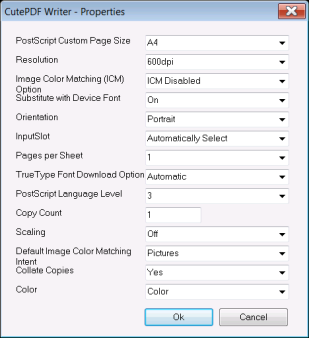 CutePDF Writer - Properties
PostScript Custom Page Size A4
Resolution 600dpi
Image Color Matching (ICM) Option ICM Disabled
Substitute with Device Font On
Orientation Portrait
InputSlot Automatically Select
Pages per Sheet 1
TrueType Font Download Option Automatic
PostScript Language Level 3
Copy Count 1
Scaling Off
Default Image Color Matching Intent Pictures
Collate Copies Yes
Color Color
Ok Cancel